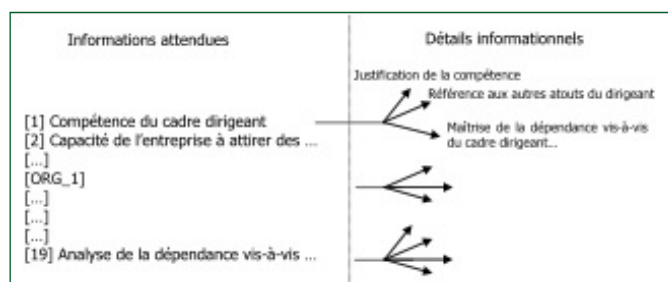 Informations attendues
Détails informationnels
Justification de la compétence
Référence aux autres atouts du dirigeant
[1] Compétence du cadre dirigeant
Maîtrise de la dépendance vis-à-vis
du cadre dirigeant...
[2] Capacité de l'entreprise à attirer des ...
[...]
[ORG_1]
[...]
[...]
[...]
[19] Analyse de la dépendance vis-à-vis ...